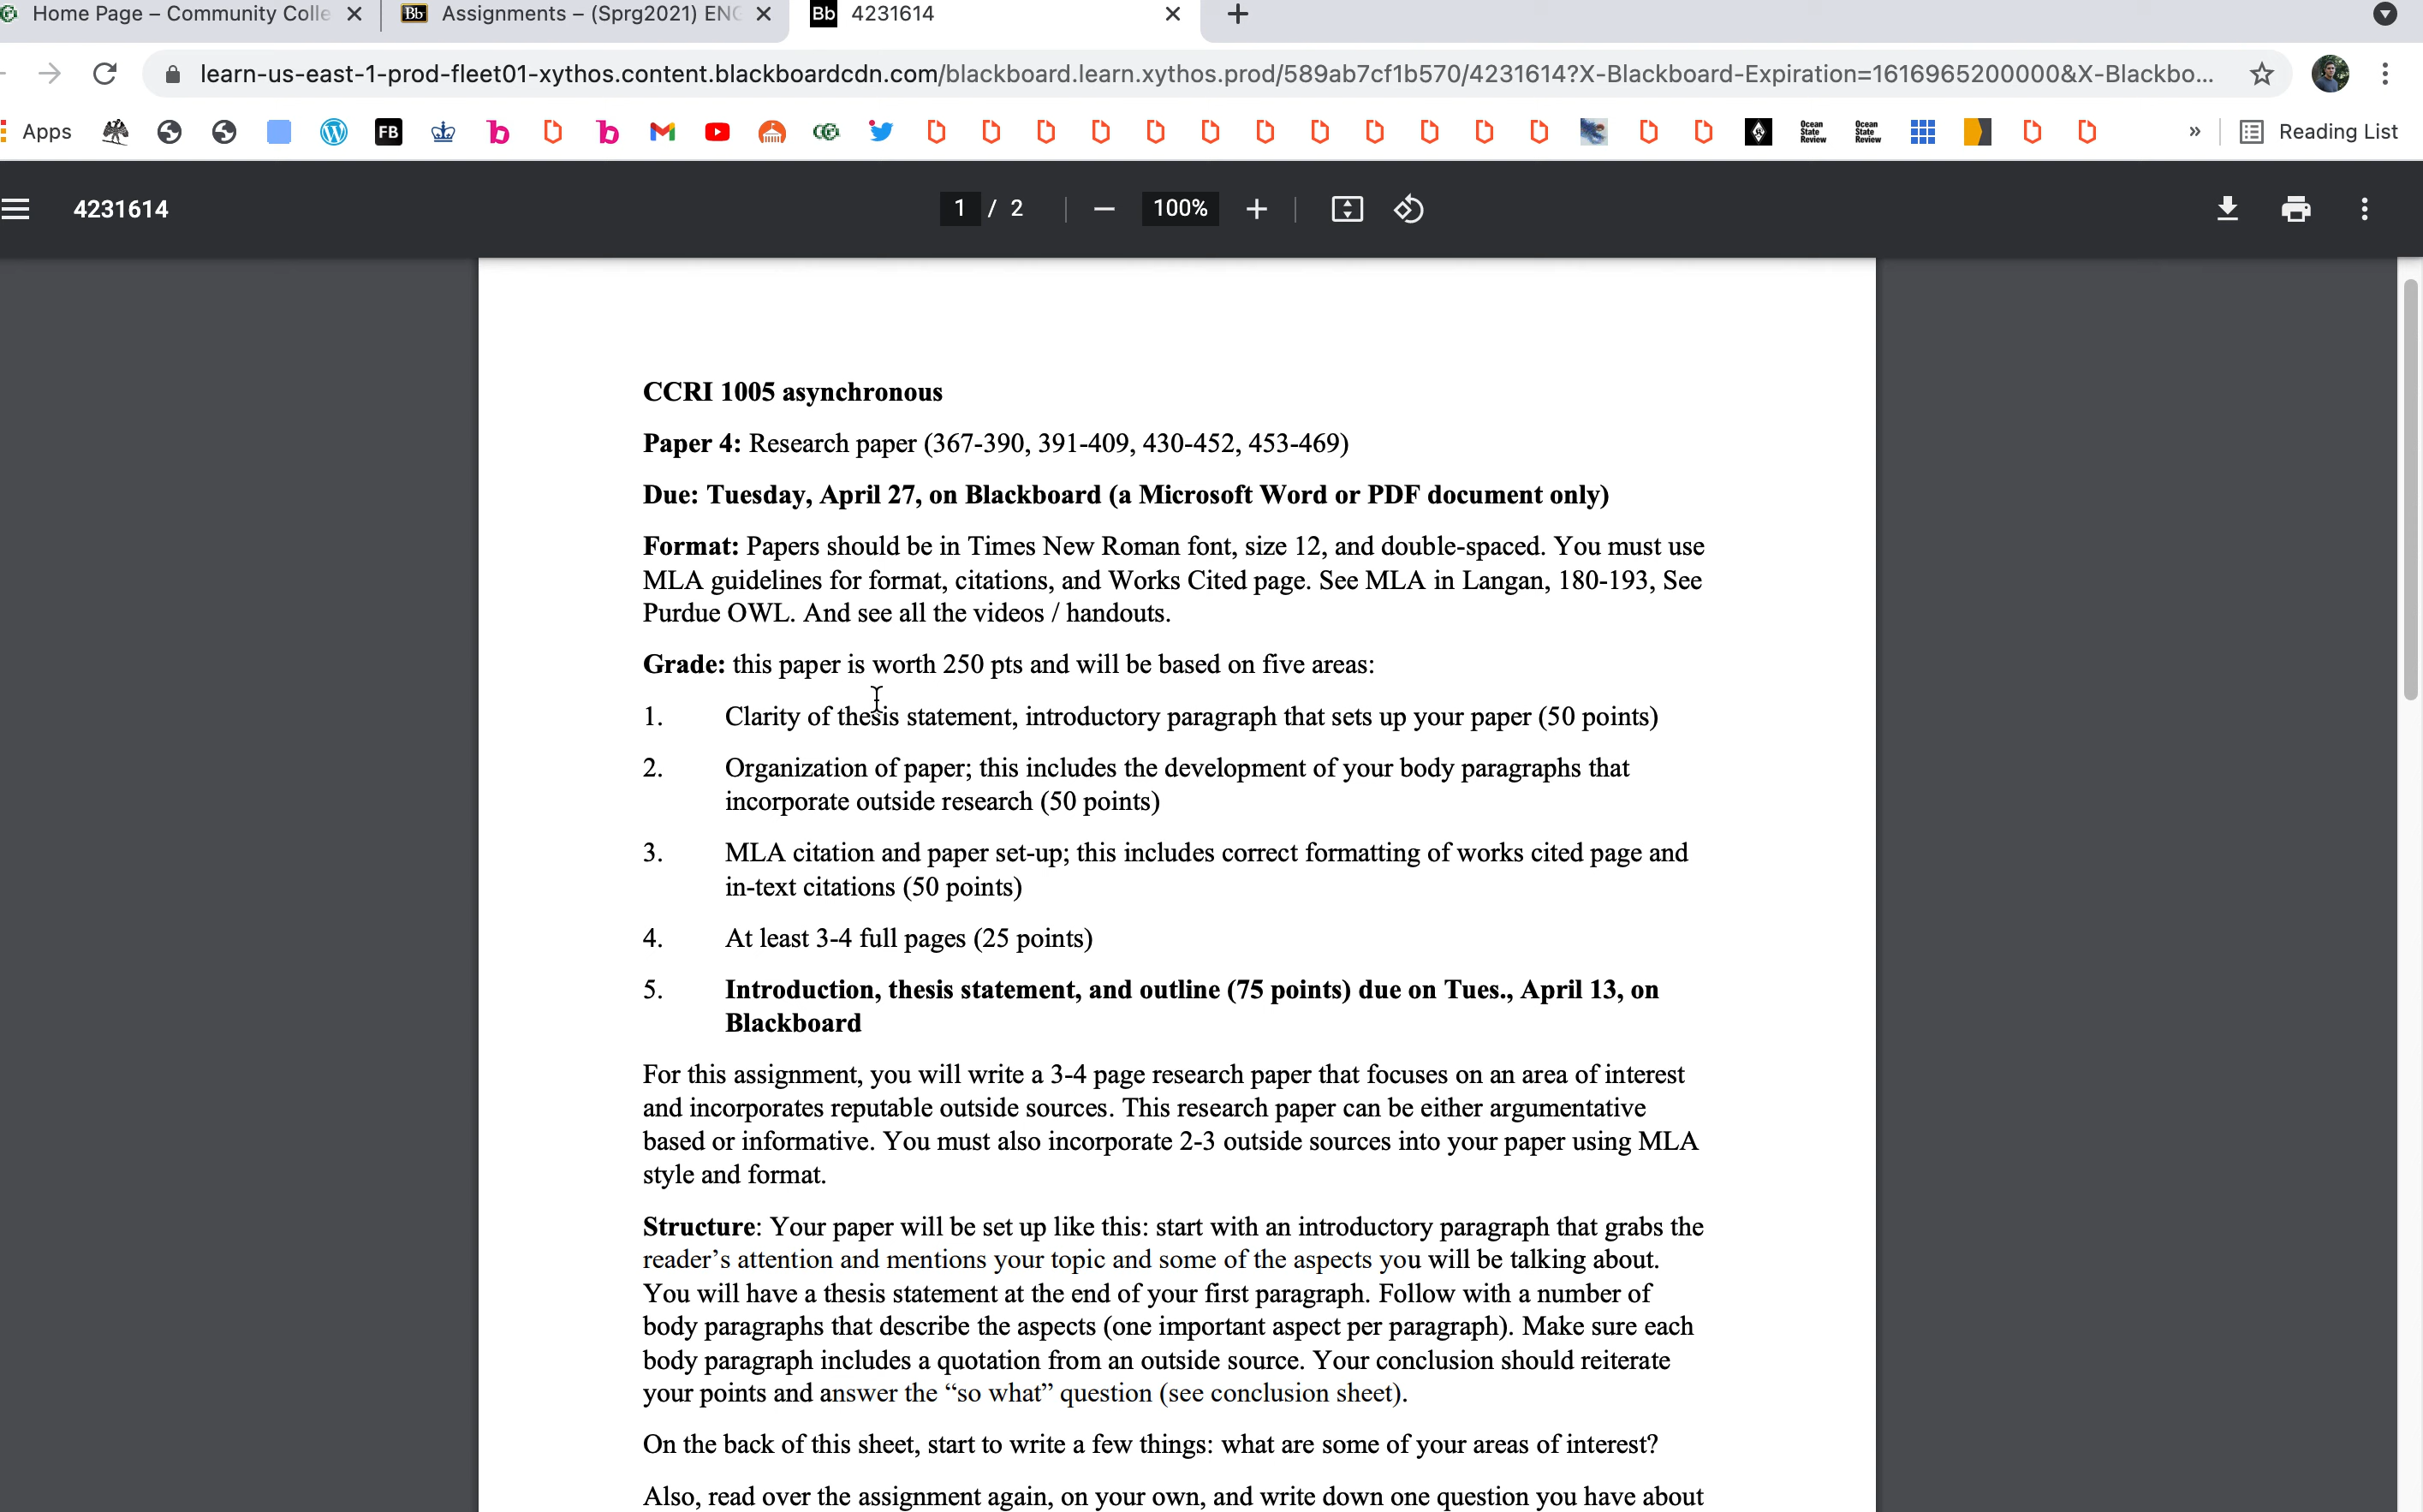 Home Page – Community Colle
Bb Assignments – (Sprg2021) ENG
Bb 4231614
learn-us-east-1-prod-fleet01-xythos.content.blackboardcdn.com/blackboard.learn.xythos.prod/589ab7cf1b570/4231614?X-Blackboard-Expiration=1616965200000&X-Blackbo...
Apps FB Ocean State Review Ocean State Review » Reading List
4231614 1 / 2 — 100% +
CCRI 1005 asynchronous
Paper 4: Research paper (367-390, 391-409, 430-452, 453-469)
Due: Tuesday, April 27, on Blackboard (a Microsoft Word or PDF document only)
Format: Papers should be in Times New Roman font, size 12, and double-spaced. You must use
MLA guidelines for format, citations, and Works Cited page. See MLA in Langan, 180-193, See
Purdue OWL. And see all the videos / handouts.
Grade: this paper is worth 250 pts and will be based on five areas:
1. Clarity of thesis statement, introductory paragraph that sets up your paper (50 points)
2. Organization of paper; this includes the development of your body paragraphs that
incorporate outside research (50 points)
3. MLA citation and paper set-up; this includes correct formatting of works cited page and
in-text citations (50 points)
4. At least 3-4 full pages (25 points)
5. Introduction, thesis statement, and outline (75 points) due on Tues., April 13, on
Blackboard
For this assignment, you will write a 3-4 page research paper that focuses on an area of interest
and incorporates reputable outside sources. This research paper can be either argumentative
based or informative. You must also incorporate 2-3 outside sources into your paper using MLA
style and format.
Structure: Your paper will be set up like this: start with an introductory paragraph that grabs the
reader’s attention and mentions your topic and some of the aspects you will be talking about.
You will have a thesis statement at the end of your first paragraph. Follow with a number of
body paragraphs that describe the aspects (one important aspect per paragraph). Make sure each
body paragraph includes a quotation from an outside source. Your conclusion should reiterate
your points and answer the “so what” question (see conclusion sheet).
On the back of this sheet, start to write a few things: what are some of your areas of interest?
Also, read over the assignment again, on your own, and write down one question you have about